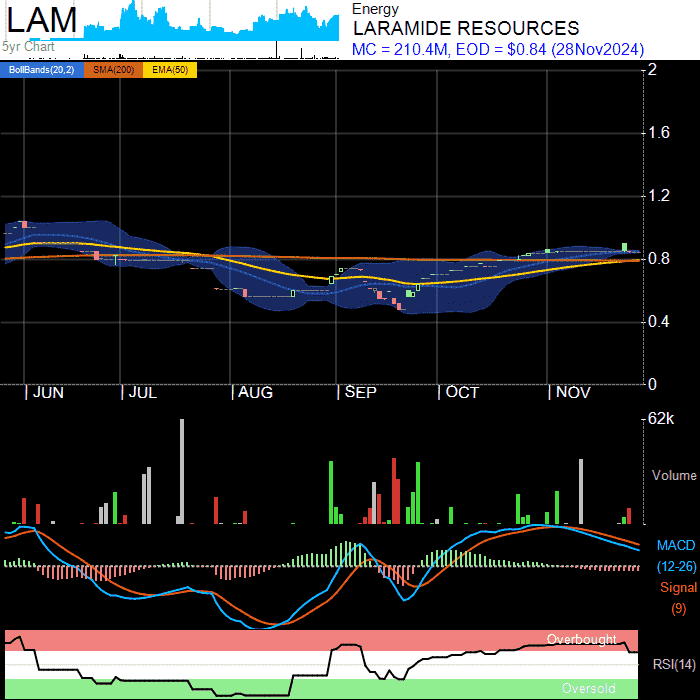 LAM
5yr Chart
Energy
LARAMIDE RESOURCES
MC = 210.4M, EOD = $0.84 (28Nov2024)
BollBands(20,2) SMA(200) EMA(50)
2
1.6
1.2
0.8
0.4
0
JUN JUL AUG SEP OCT NOV
62k
Volume
MACD
(12-26)
Signal
(9)
Overbought
RSI(14)
Oversold